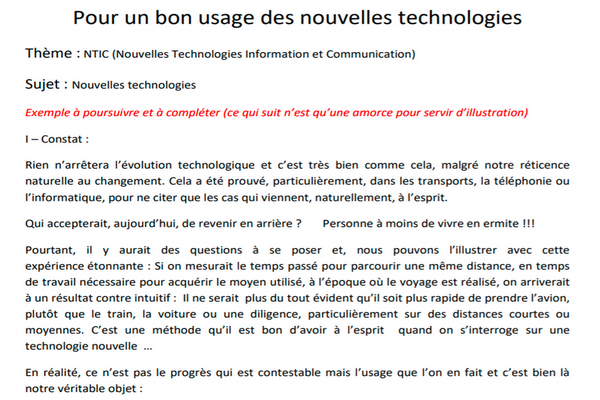 Pour un bon usage des nouvelles technologies
Thème : NTIC (Nouvelles Technologies Information et Communication)
Sujet : Nouvelles technologies
Exemple à poursuivre et à compléter (ce qui suit n'est qu'une amorce pour servir d'illustration)
I – Constat :
Rien n'arrêtera l'évolution technologique et c'est très bien comme cela, malgré notre réticence
naturelle au changement. Cela a été prouvé, particulièrement, dans les transports, la téléphonie ou
l'informatique, pour ne citer que les cas qui viennent, naturellement, à l'esprit.
Qui accepterait, aujourd'hui, de revenir en arrière ? Personne à moins de vivre en ermite !!!
Pourtant, il y aurait des questions à se poser et, nous pouvons l'illustrer avec cette
expérience étonnante : Si on mesurait le temps passé pour parcourir une même distance, en temps
de travail nécessaire pour acquérir le moyen utilisé, à l'époque où le voyage est réalisé, on arriverait
à un résultat contre intuitif : Il ne serait plus du tout évident qu'il soit plus rapide de prendre l'avion,
plutôt que le train, la voiture ou une diligence, particulièrement sur des distances courtes ou
moyennes. C'est une méthode qu'il est bon d'avoir à l'esprit quand on s'interroge sur une
technologie nouvelle ...
En réalité, ce n'est pas le progrès qui est contestable mais l'usage que l'on en fait et c'est bien là
notre véritable objet :